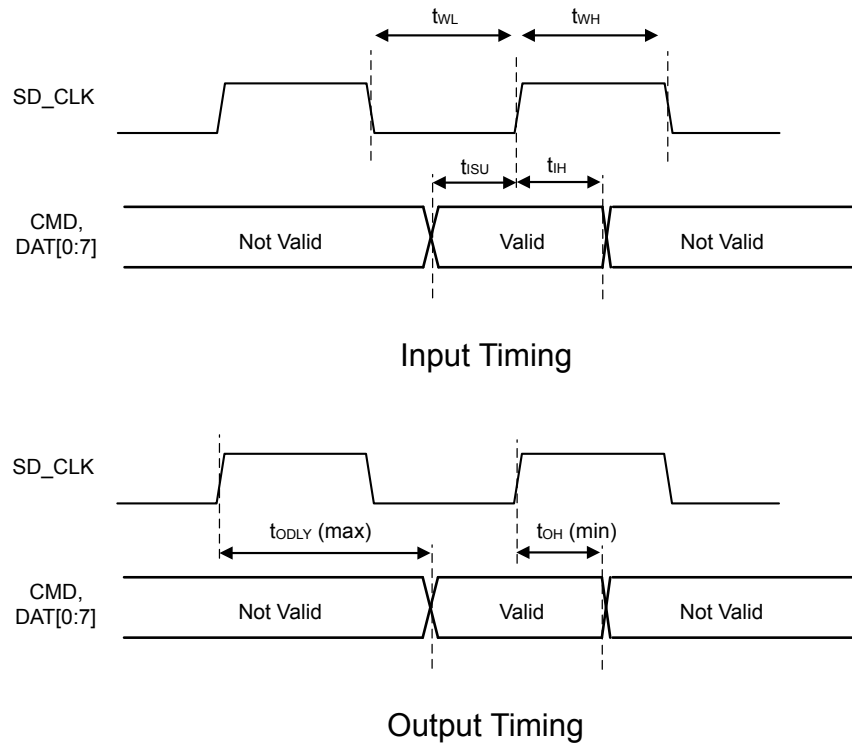 tWL
tWH
SD_CLK
tISU
tIH
CMD,
DAT[0:7]
Not Valid
Valid
Not Valid
Input Timing
SD_CLK
tODLY (max)
tOH (min)
CMD,
DAT[0:7]
Not Valid
Valid
Not Valid
Output Timing